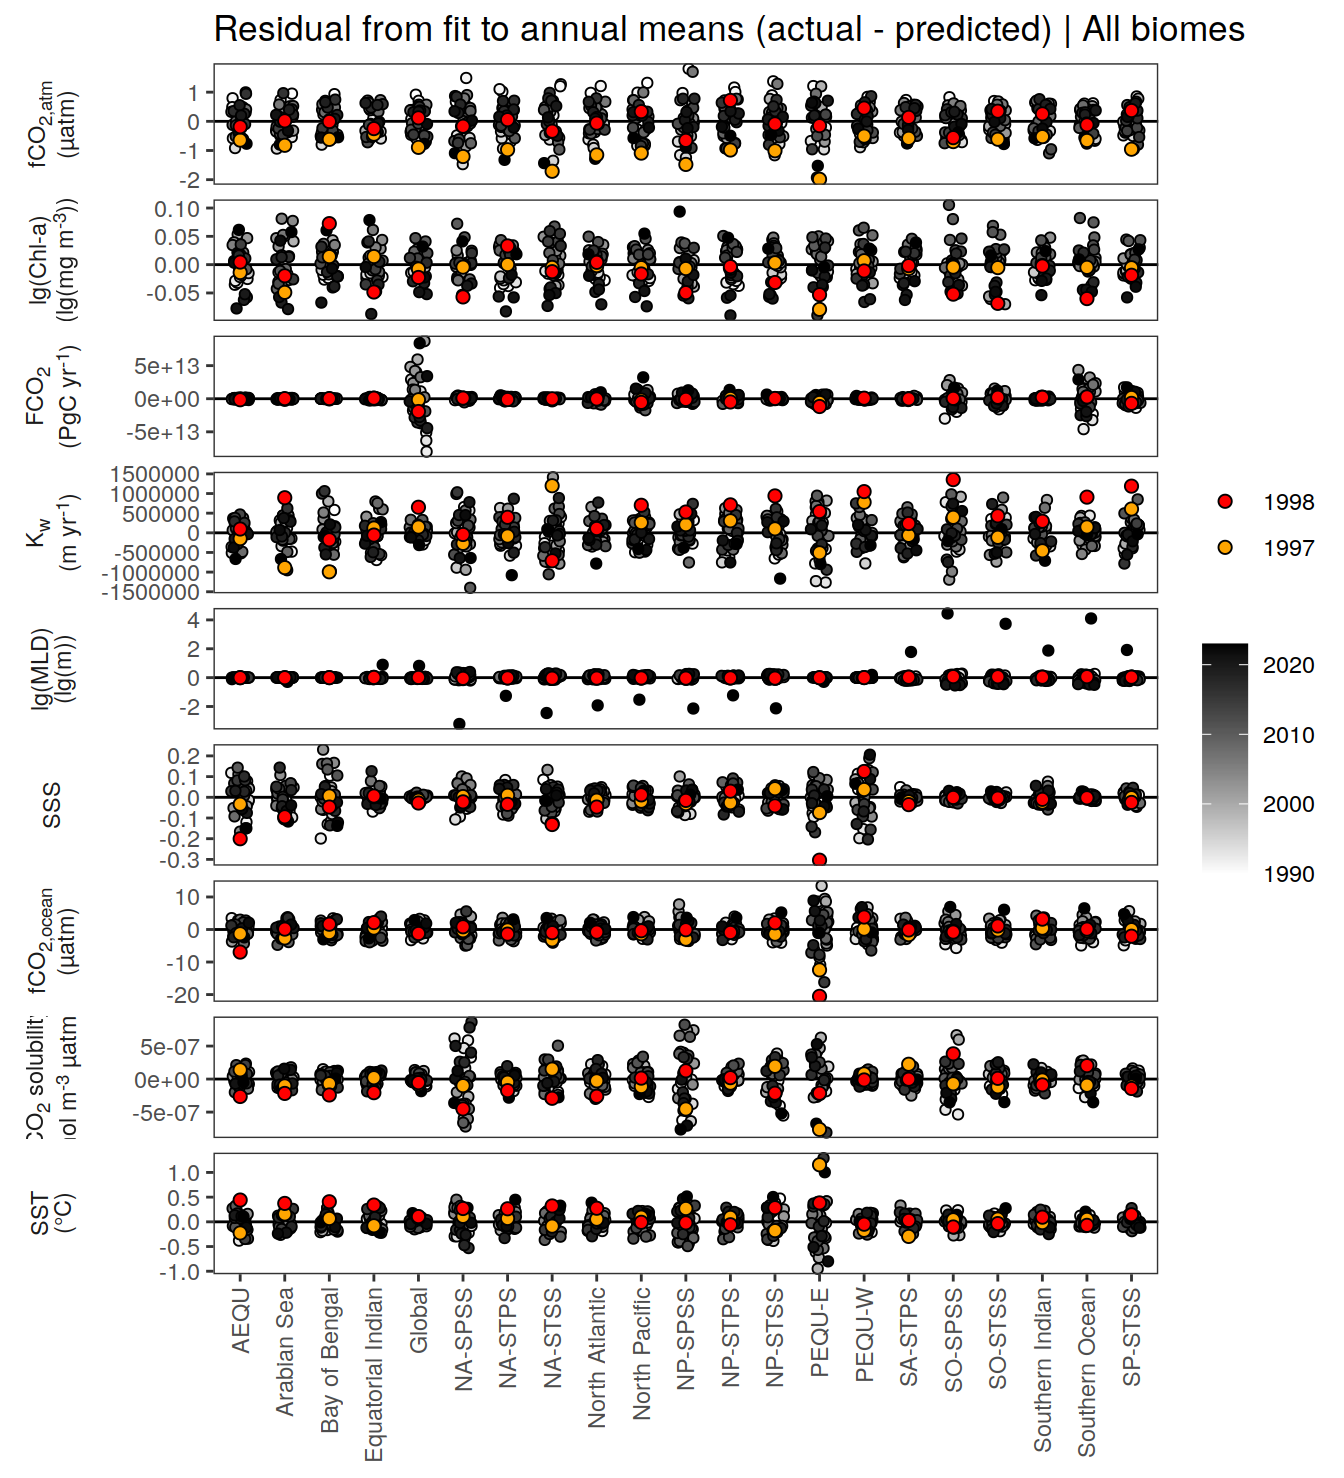 Residual from fit to annual means (actual - predicted) | All biomes
fCO2,atm
(µatm)
1
0
-1
-2
lg(Chl-a)
(lg(mg m-3))
0.10
0.05
0.00
-0.05
FCO2
(PgC yr-1)
5e+13
0e+00
-5e+13
Kw
(m yr-1)
1500000
1000000
500000
0
-500000
-1000000
-1500000
lg(MLD)
(lg(m))
4
2
0
-2
SSS
0.2
0.1
0.0
-0.1
-0.2
-0.3
fCO2,ocean
(µatm)
10
0
-10
-20
CO2 solubilit
ol m-3 µatm
5e-07
0e+00
-5e-07
SST
(°C)
1.0
0.5
0.0
-0.5
-1.0
AEQU
Arabian Sea
Bay of Bengal
Equatorial Indian
Global
NA-SPSS
NA-STPS
NA-STSS
North Atlantic
North Pacific
NP-SPSS
NP-STPS
NP-STSS
PEQU-E
PEQU-W
SA-STPS
SO-SPSS
SO-STSS
Southern Indian
Southern Ocean
SP-STSS
1998
1997
2020
2010
2000
1990